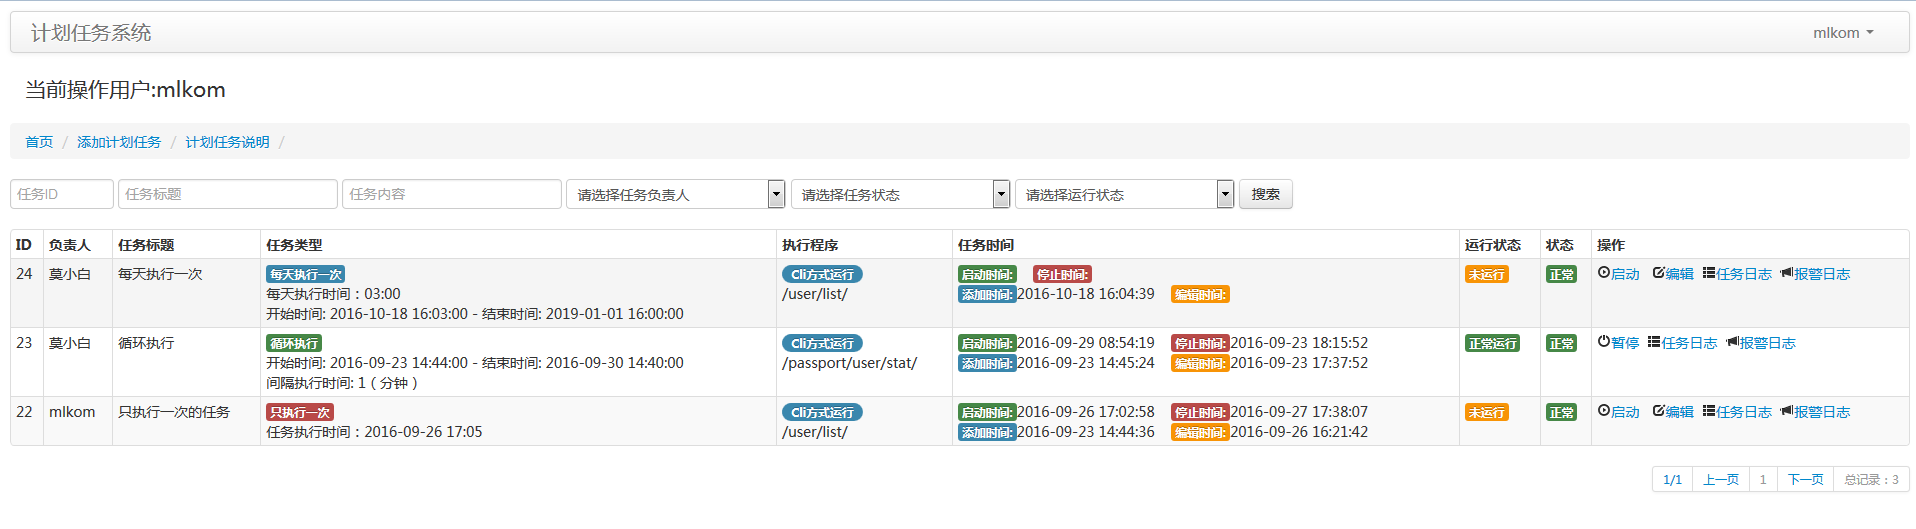 计划任务系统
mlkom
当前操作用户:mlkom
首页 / 添加计划任务 / 计划任务说明 /
任务ID 任务标题 任务内容 请选择任务负责人 请选择任务状态 请选择运行状态 搜索
ID 负责人 任务标题 任务类型 执行程序 任务时间 运行状态 状态 操作
24 莫小白 每天执行一次 每天执行一次 Cli方式运行 启动时间: 停止时间: 未运行 正常 启动 编辑 任务日志 报警日志
每天执行时间：03:00 /user/list/ 添加时间:2016-10-18 16:04:39 编辑时间:
开始时间: 2016-10-18 16:03:00 - 结束时间: 2019-01-01 16:00:00
23 莫小白 循环执行 循环执行 Cli方式运行 启动时间:2016-09-29 08:54:19 停止时间:2016-09-23 18:15:52 正常运行 正常 暂停 任务日志 报警日志
开始时间: 2016-09-23 14:44:00 - 结束时间: 2016-09-30 14:40:00 /passport/user/stat/ 添加时间:2016-09-23 14:45:24 编辑时间:2016-09-23 17:37:52
间隔执行时间: 1（分钟）
22 mlkom 只执行一次的任务 只执行一次 Cli方式运行 启动时间:2016-09-26 17:02:58 停止时间:2016-09-27 17:38:07 未运行 正常 启动 编辑 任务日志 报警日志
任务执行时间：2016-09-26 17:05 /user/list/ 添加时间:2016-09-23 14:44:36 编辑时间:2016-09-26 16:21:42
1/1 上一页 1 下一页 总记录：3